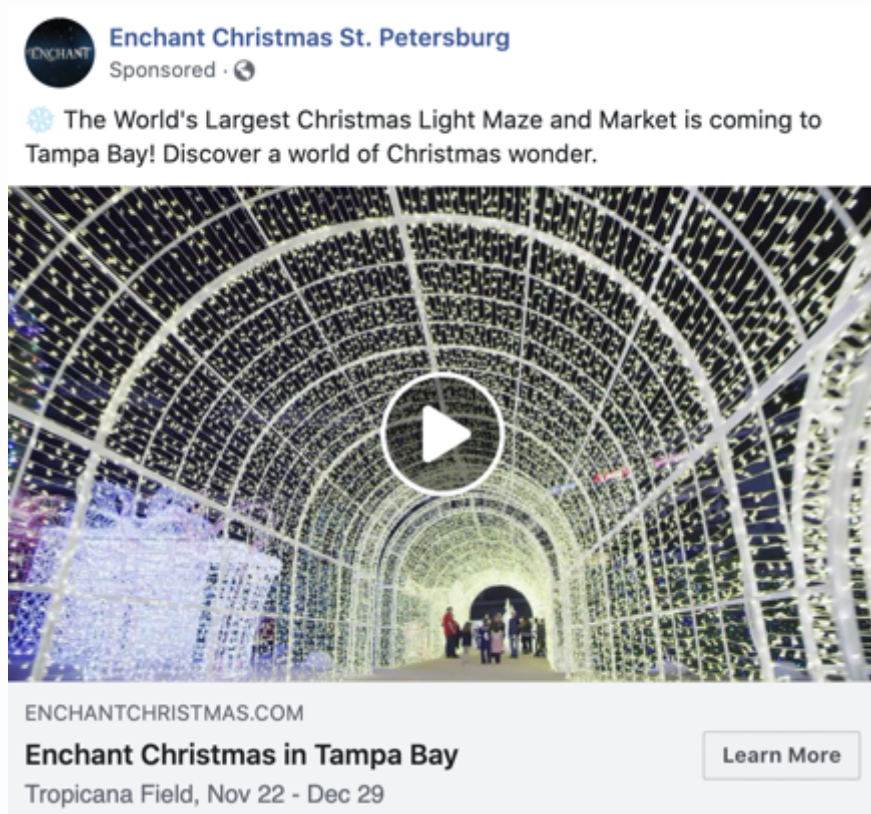 ENCHANT
Enchant Christmas St. Petersburg
Sponsored ·
❄️ The World's Largest Christmas Light Maze and Market is coming to
Tampa Bay! Discover a world of Christmas wonder.
ENCHANTCHRISTMAS.COM
Enchant Christmas in Tampa Bay
Learn More
Tropicana Field, Nov 22 - Dec 29